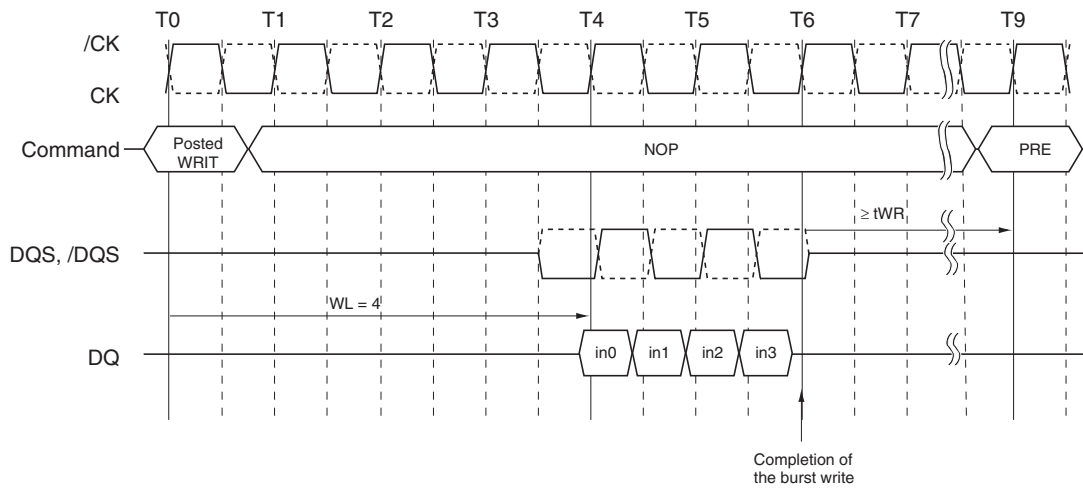 T0 T1 T2 T3 T4 T5 T6 T7 T9
/CK
CK
Command
Posted
WRIT
NOP
PRE
≥ tWR
DQS, /DQS
WL = 4
DQ
in0 in1 in2 in3
Completion of
the burst write